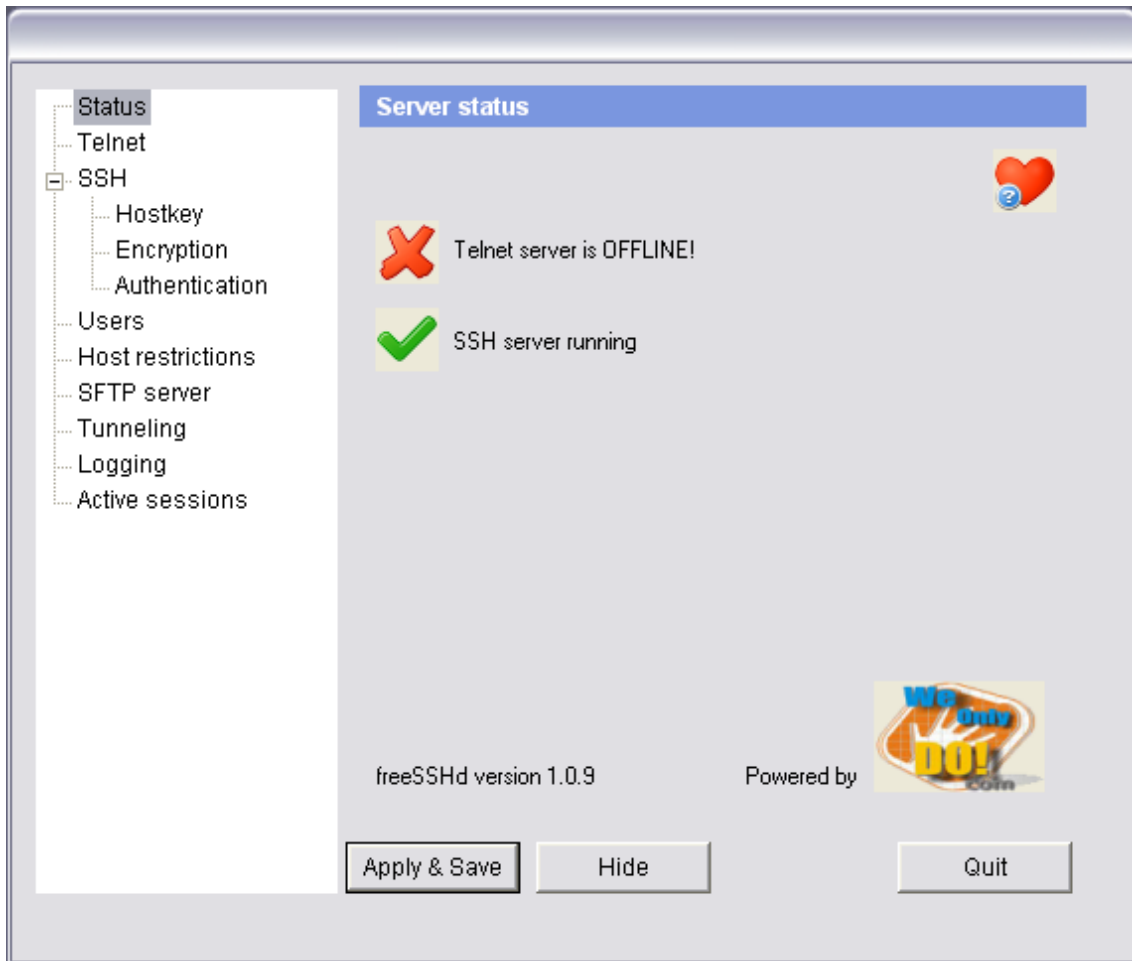 Status
Telnet
SSH
Hostkey
Encryption
Authentication
Users
Host restrictions
SFTP server
Tunneling
Logging
Active sessions
Server status
?
Telnet server is OFFLINE!
SSH server running
We
Only
DO!
com
freeSSHd version 1.0.9
Powered by
Apply & Save
Hide
Quit